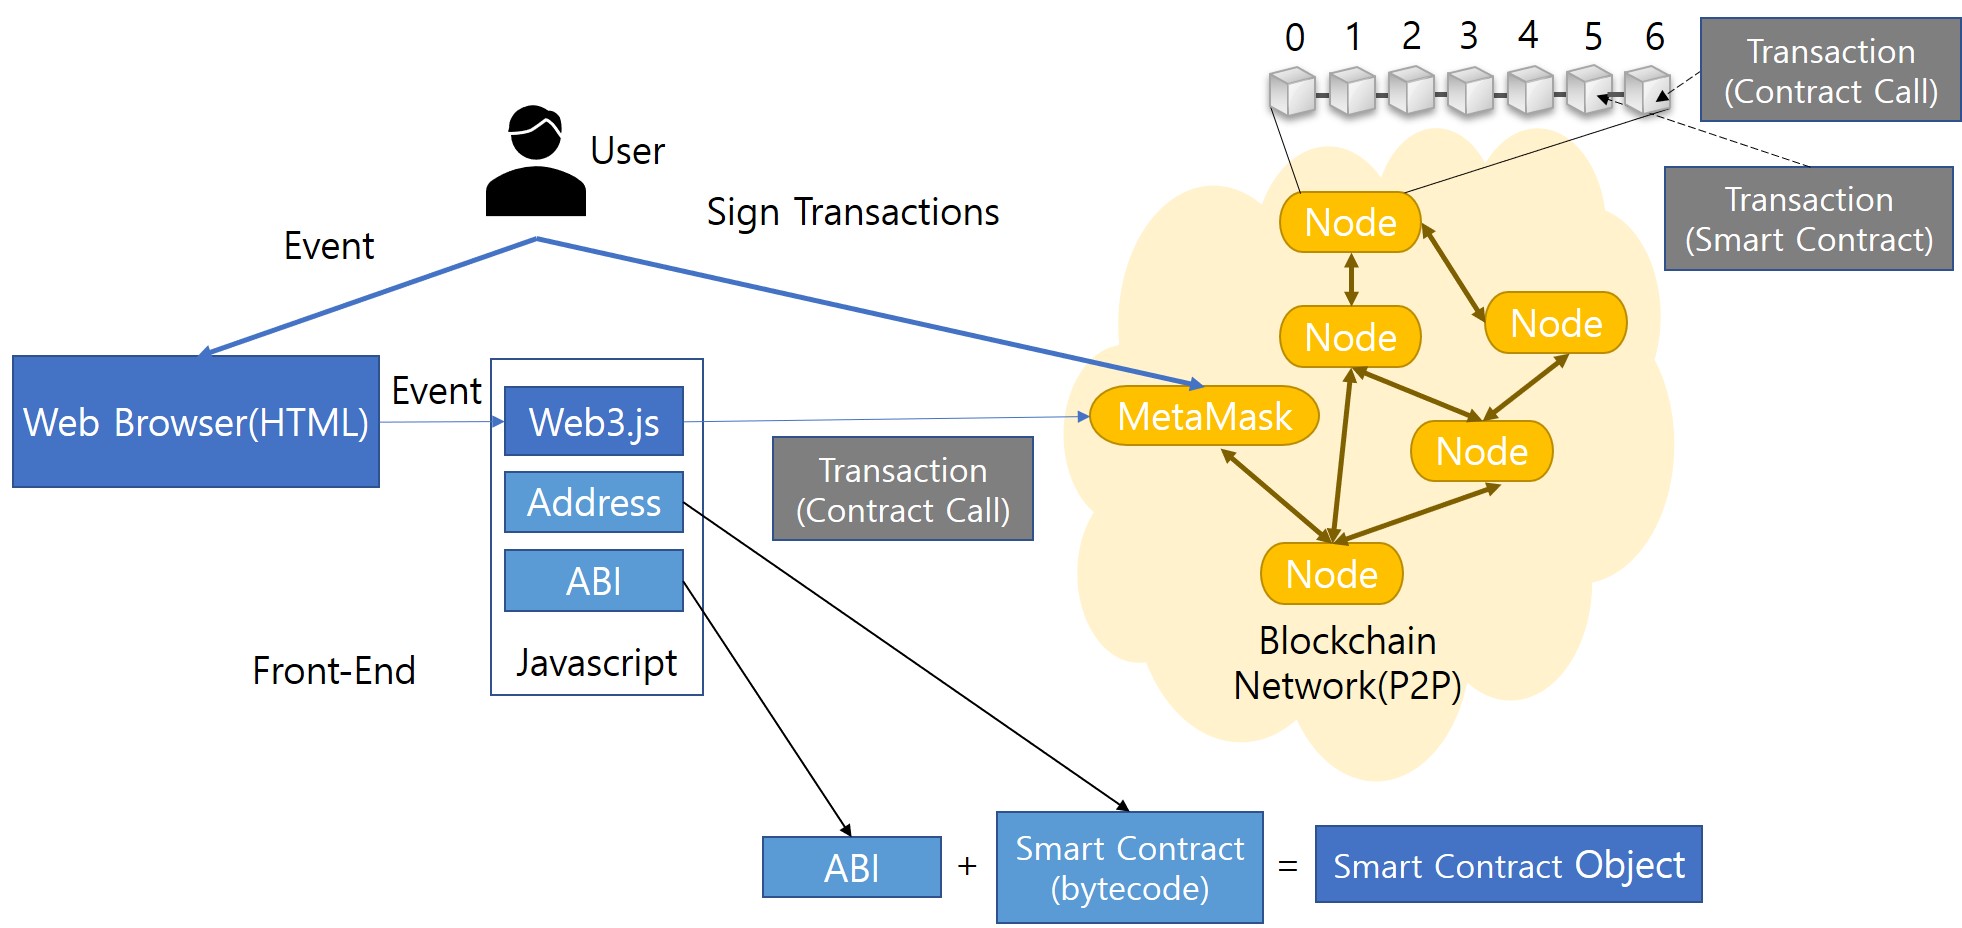 0 1 2 3 4 5 6
Transaction
(Contract Call)
User
Transaction
(Smart Contract)
Sign Transactions
Event
Node
Node
Node
Web Browser(HTML)
Event
Web3.js
MetaMask
Transaction
(Contract Call)
Node
Address
ABI
Node
Javascript
Front-End
Blockchain
Network(P2P)
ABI
+
Smart Contract
(bytecode)
=
Smart Contract Object